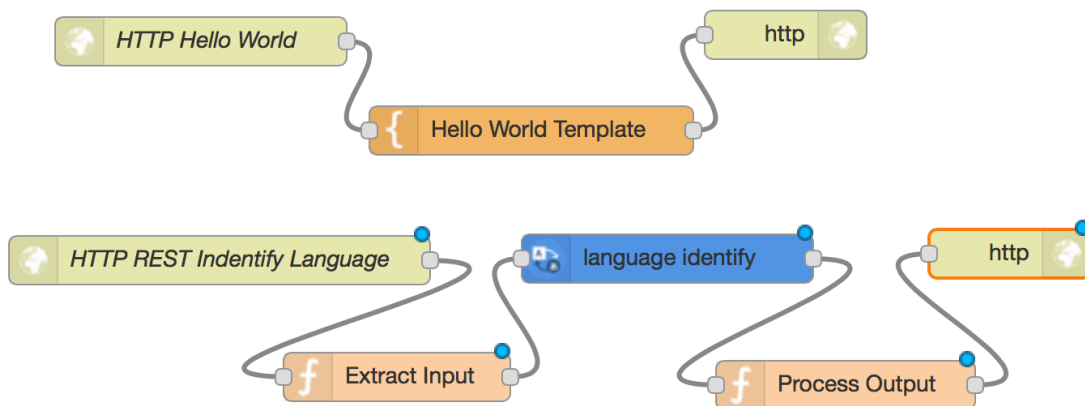 HTTP Hello World
http
{
Hello World Template
HTTP REST Indentify Language
language identify
http
f
Extract Input
f
Process Output